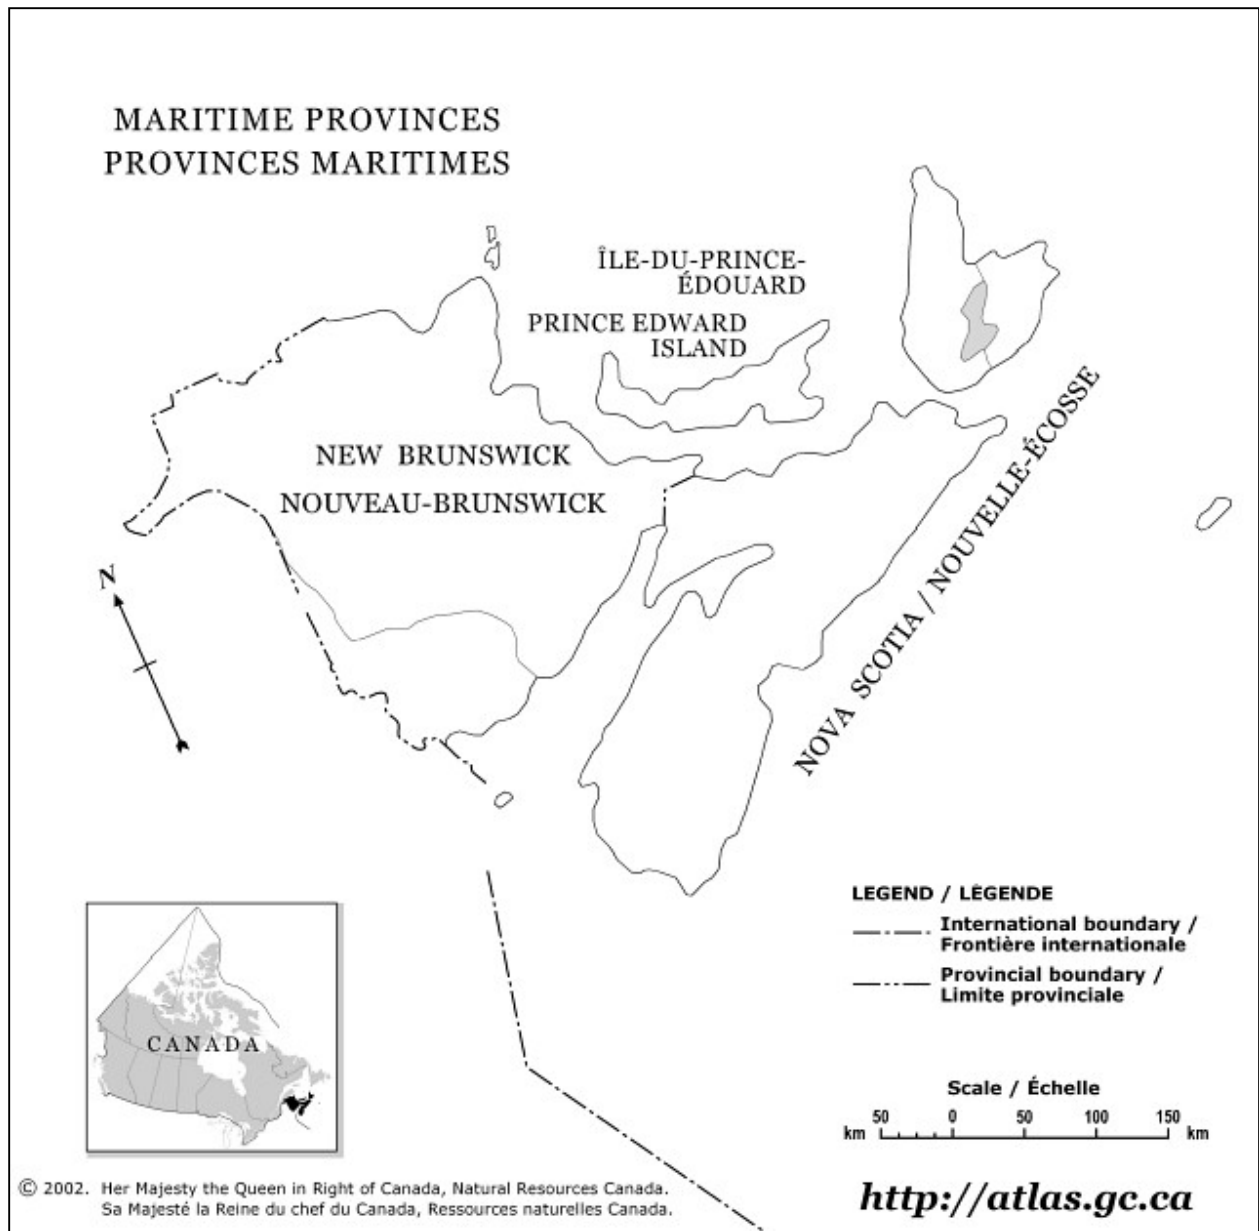 MARITIME PROVINCES
PROVINCES MARITIMES
ÎLE-DU-PRINCE-
ÉDOUARD
PRINCE EDWARD
ISLAND
NEW BRUNSWICK
NOUVEAU-BRUNSWICK
N
NOVA SCOTIA / NOUVELLE-ÉCOSSE
LEGEND / LÉGENDE
International boundary /
Frontière internationale
Provincial boundary /
Limite provinciale
CANADA
Scale / Échelle
50 0 50 100 150
km km
© 2002. Her Majesty the Queen in Right of Canada, Natural Resources Canada.
Sa Majesté la Reine du chef du Canada, Ressources naturelles Canada.
http://atlas.gc.ca